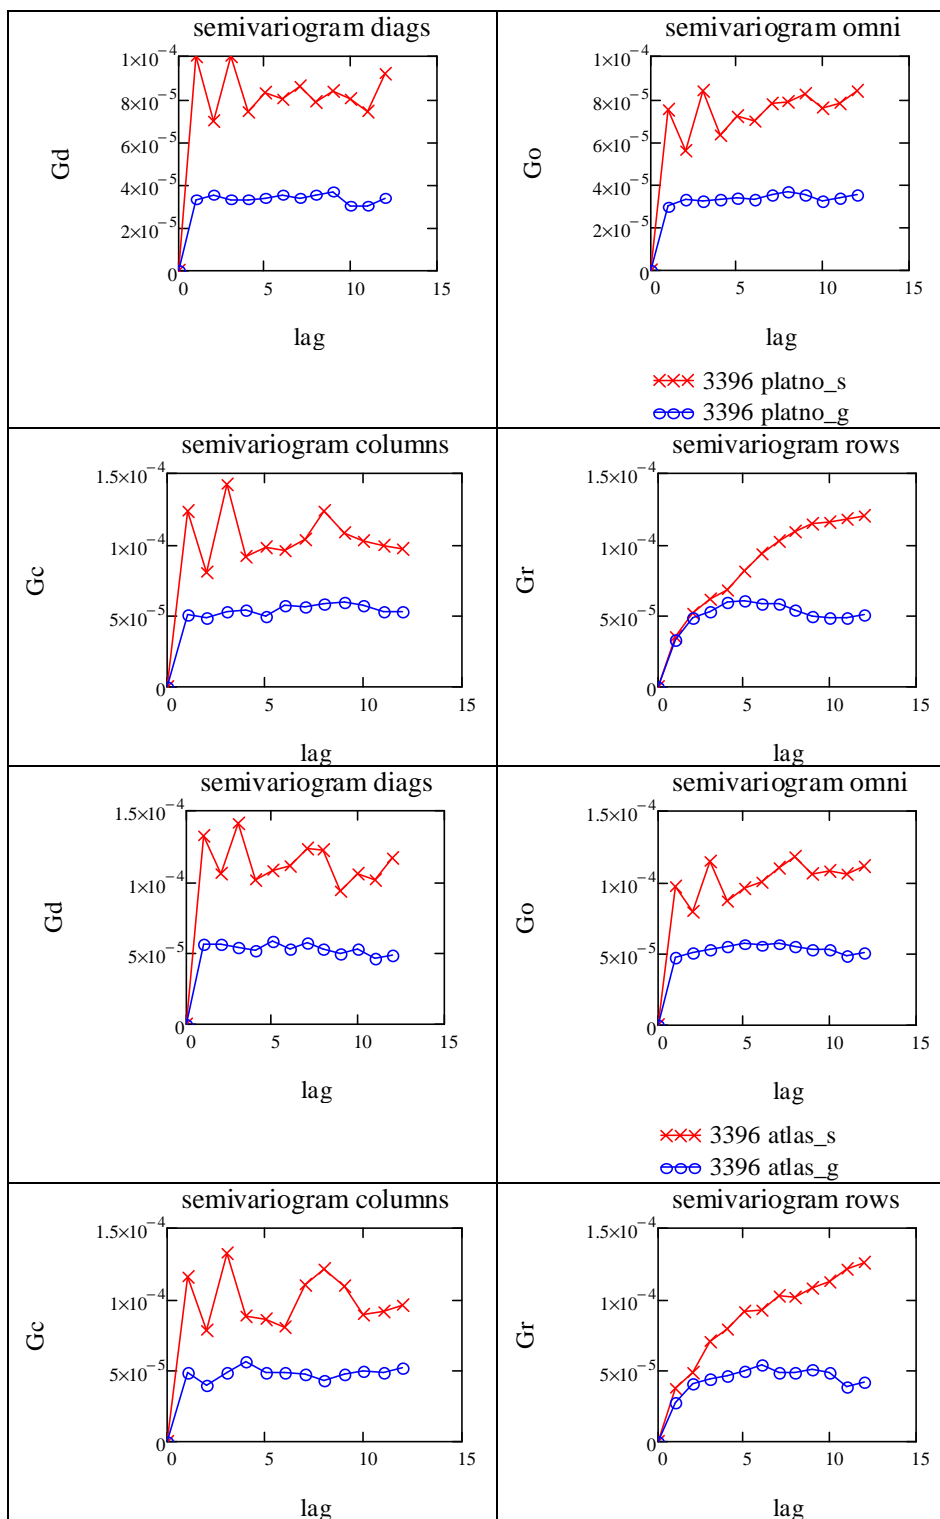 semivariogram diags
1×10⁻⁴
8×10⁻⁵
6×10⁻⁵
4×10⁻⁵
2×10⁻⁵
0
0 5 10 15
Gd
lag
semivariogram omni
1×10⁻⁴
8×10⁻⁵
6×10⁻⁵
4×10⁻⁵
2×10⁻⁵
0
0 5 10 15
Go
lag
3396 platno_s
3396 platno_g
semivariogram columns
1.5×10⁻⁴
1×10⁻⁴
5×10⁻⁵
0
0 5 10 15
Gc
lag
semivariogram rows
1.5×10⁻⁴
1×10⁻⁴
5×10⁻⁵
0
0 5 10 15
Gr
lag
semivariogram diags
1.5×10⁻⁴
1×10⁻⁴
5×10⁻⁵
0
0 5 10 15
Gd
lag
semivariogram omni
1.5×10⁻⁴
1×10⁻⁴
5×10⁻⁵
0
0 5 10 15
Go
lag
3396 atlas_s
3396 atlas_g
semivariogram columns
1.5×10⁻⁴
1×10⁻⁴
5×10⁻⁵
0
0 5 10 15
Gc
lag
semivariogram rows
1.5×10⁻⁴
1×10⁻⁴
5×10⁻⁵
0
0 5 10 15
Gr
lag